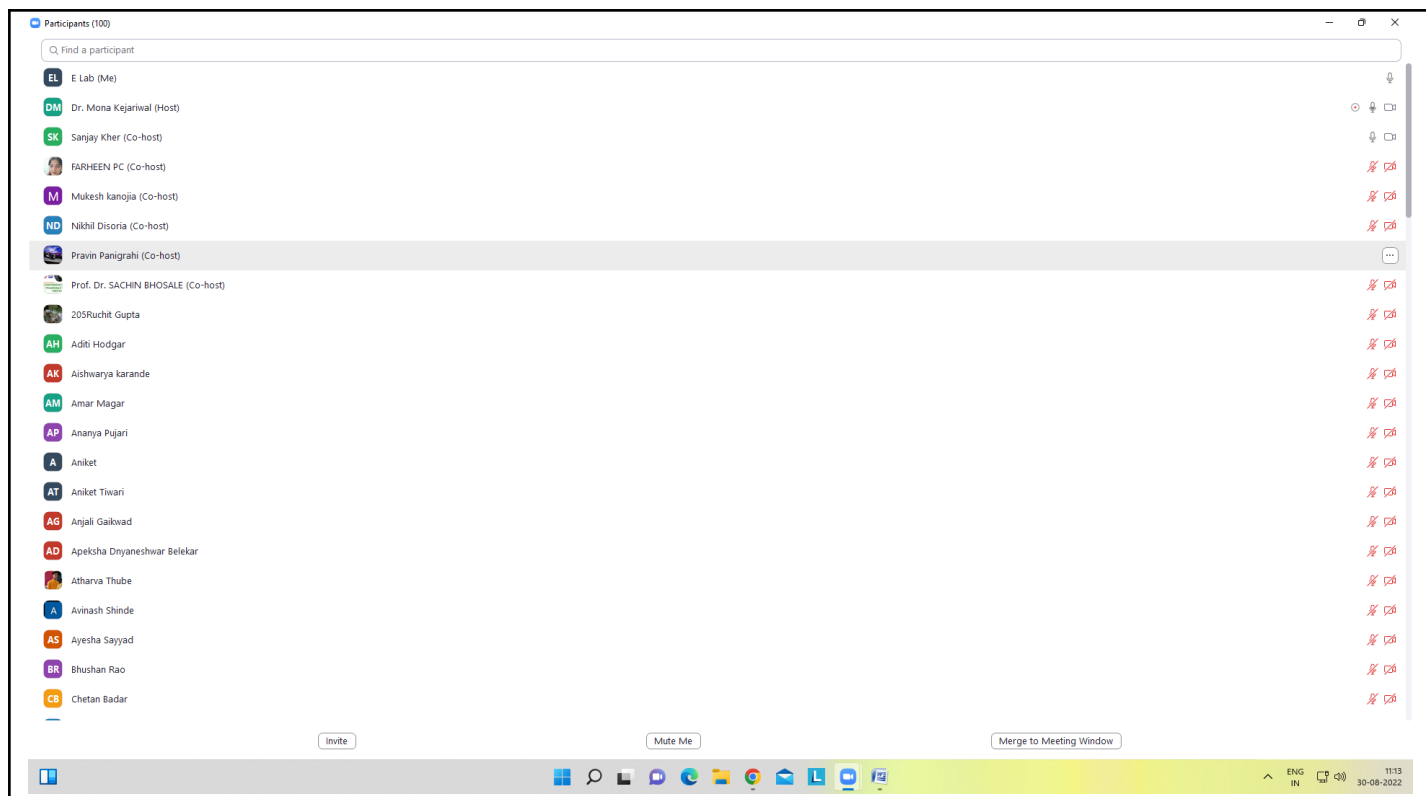 Participants (100)
Find a participant
EL E Lab (Me)
DM Dr. Mona Kejariwal (Host)
SK Sanjay Kher (Co-host)
FARHEEN PC (Co-host)
M Mukesh kanojia (Co-host)
ND Nikhil Disoria (Co-host)
Pravin Panigrahi (Co-host)
Prof. Dr. SACHIN BHOSALE (Co-host)
205Ruchit Gupta
AH Aditi Hodgar
AK Aishwarya karande
AM Amar Magar
AP Ananya Pujari
A Aniket
AT Aniket Tiwari
AG Anjali Gaikwad
AD Apeksha Dnyaneshwar Belekar
Atharva Thube
A Avinash Shinde
AS Ayesha Sayyad
BR Bhushan Rao
CB Chetan Badar
Invite Mute Me Merge to Meeting Window
L ENG 11:13
IN 30-08-2022